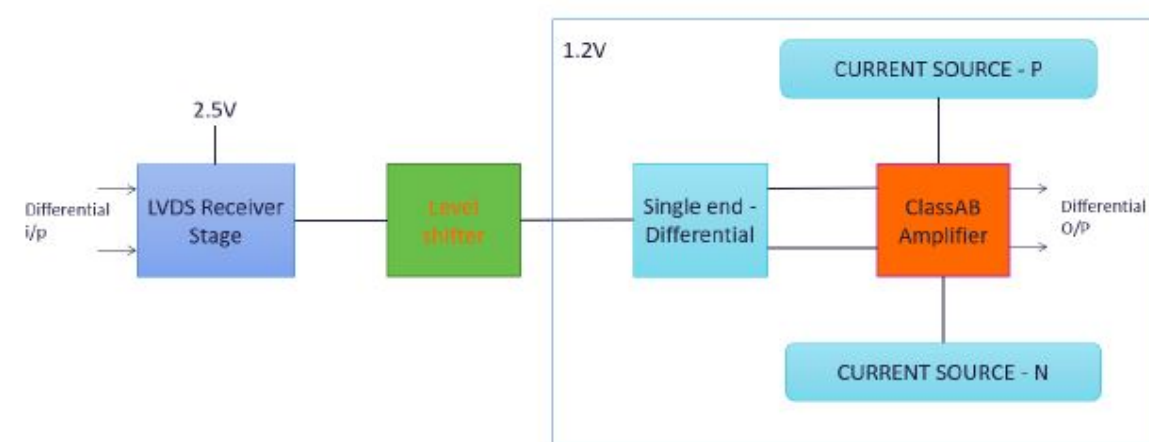 1.2V
CURRENT SOURCE - P
2.5V
Differential
i/p
LVDS Receiver
Stage
Level
shifter
Single end -
Differential
ClassAB
Amplifier
Differential
O/P
CURRENT SOURCE - N